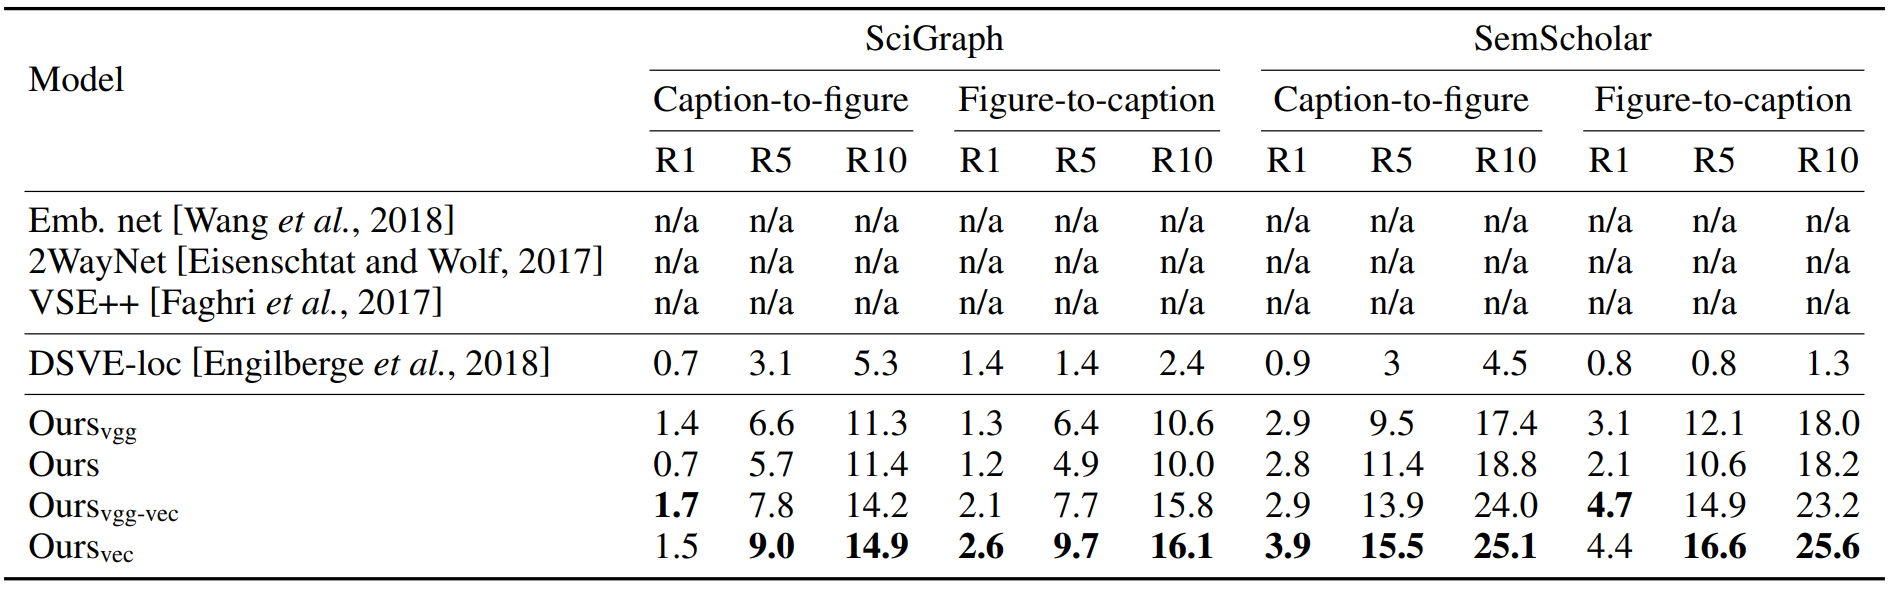 SciGraph SemScholar
Model
Caption-to-figure Figure-to-caption Caption-to-figure Figure-to-caption
R1 R5 R10 R1 R5 R10 R1 R5 R10 R1 R5 R10
Emb. net [Wang et al., 2018] n/a n/a n/a n/a n/a n/a n/a n/a n/a n/a n/a n/a
2WayNet [Eisenschtat and Wolf, 2017] n/a n/a n/a n/a n/a n/a n/a n/a n/a n/a n/a n/a
VSE++ [Faghri et al., 2017] n/a n/a n/a n/a n/a n/a n/a n/a n/a n/a n/a n/a
DSVE-loc [Engilberge et al., 2018] 0.7 3.1 5.3 1.4 1.4 2.4 0.9 3 4.5 0.8 0.8 1.3
Oursvgg 1.4 6.6 11.3 1.3 6.4 10.6 2.9 9.5 17.4 3.1 12.1 18.0
Ours 0.7 5.7 11.4 1.2 4.9 10.0 2.8 11.4 18.8 2.1 10.6 18.2
Oursvgg-vec 1.7 7.8 14.2 2.1 7.7 15.8 2.9 13.9 24.0 4.7 14.9 23.2
Oursvec 1.5 9.0 14.9 2.6 9.7 16.1 3.9 15.5 25.1 4.4 16.6 25.6